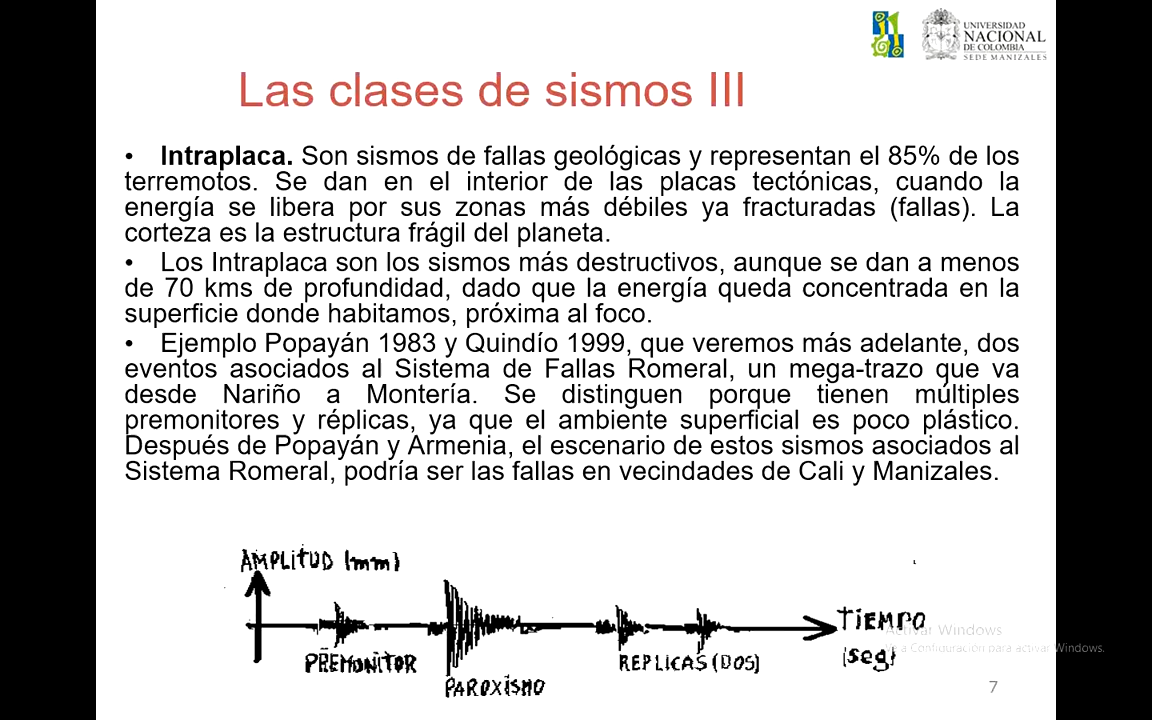 UNIVERSIDAD
NACIONAL
DE COLOMBIA
SEDE MANIZALES
Las clases de sismos III
• Intraplaca. Son sismos de fallas geológicas y representan el 85% de los
terremotos. Se dan en el interior de las placas tectónicas, cuando la
energía se libera por sus zonas más débiles ya fracturadas (fallas). La
corteza es la estructura frágil del planeta.
• Los Intraplaca son los sismos más destructivos, aunque se dan a menos
de 70 kms de profundidad, dado que la energía queda concentrada en la
superficie donde habitamos, próxima al foco.
• Ejemplo Popayán 1983 y Quindío 1999, que veremos más adelante, dos
eventos asociados al Sistema de Fallas Romeral, un mega-trazo que va
desde Nariño a Montería. Se distinguen porque tienen múltiples
premonitores y réplicas, ya que el ambiente superficial es poco plástico.
Después de Popayán y Armenia, el escenario de estos sismos asociados al
Sistema Romeral, podría ser las fallas en vecindades de Cali y Manizales.
AMPLITUD (mm)
TIEMPO
(seg)
PREMONITOR
PAROXISMO
REPLICAS (DOS)
Activar Windows
Ve a Configuración para activar Windows.
7